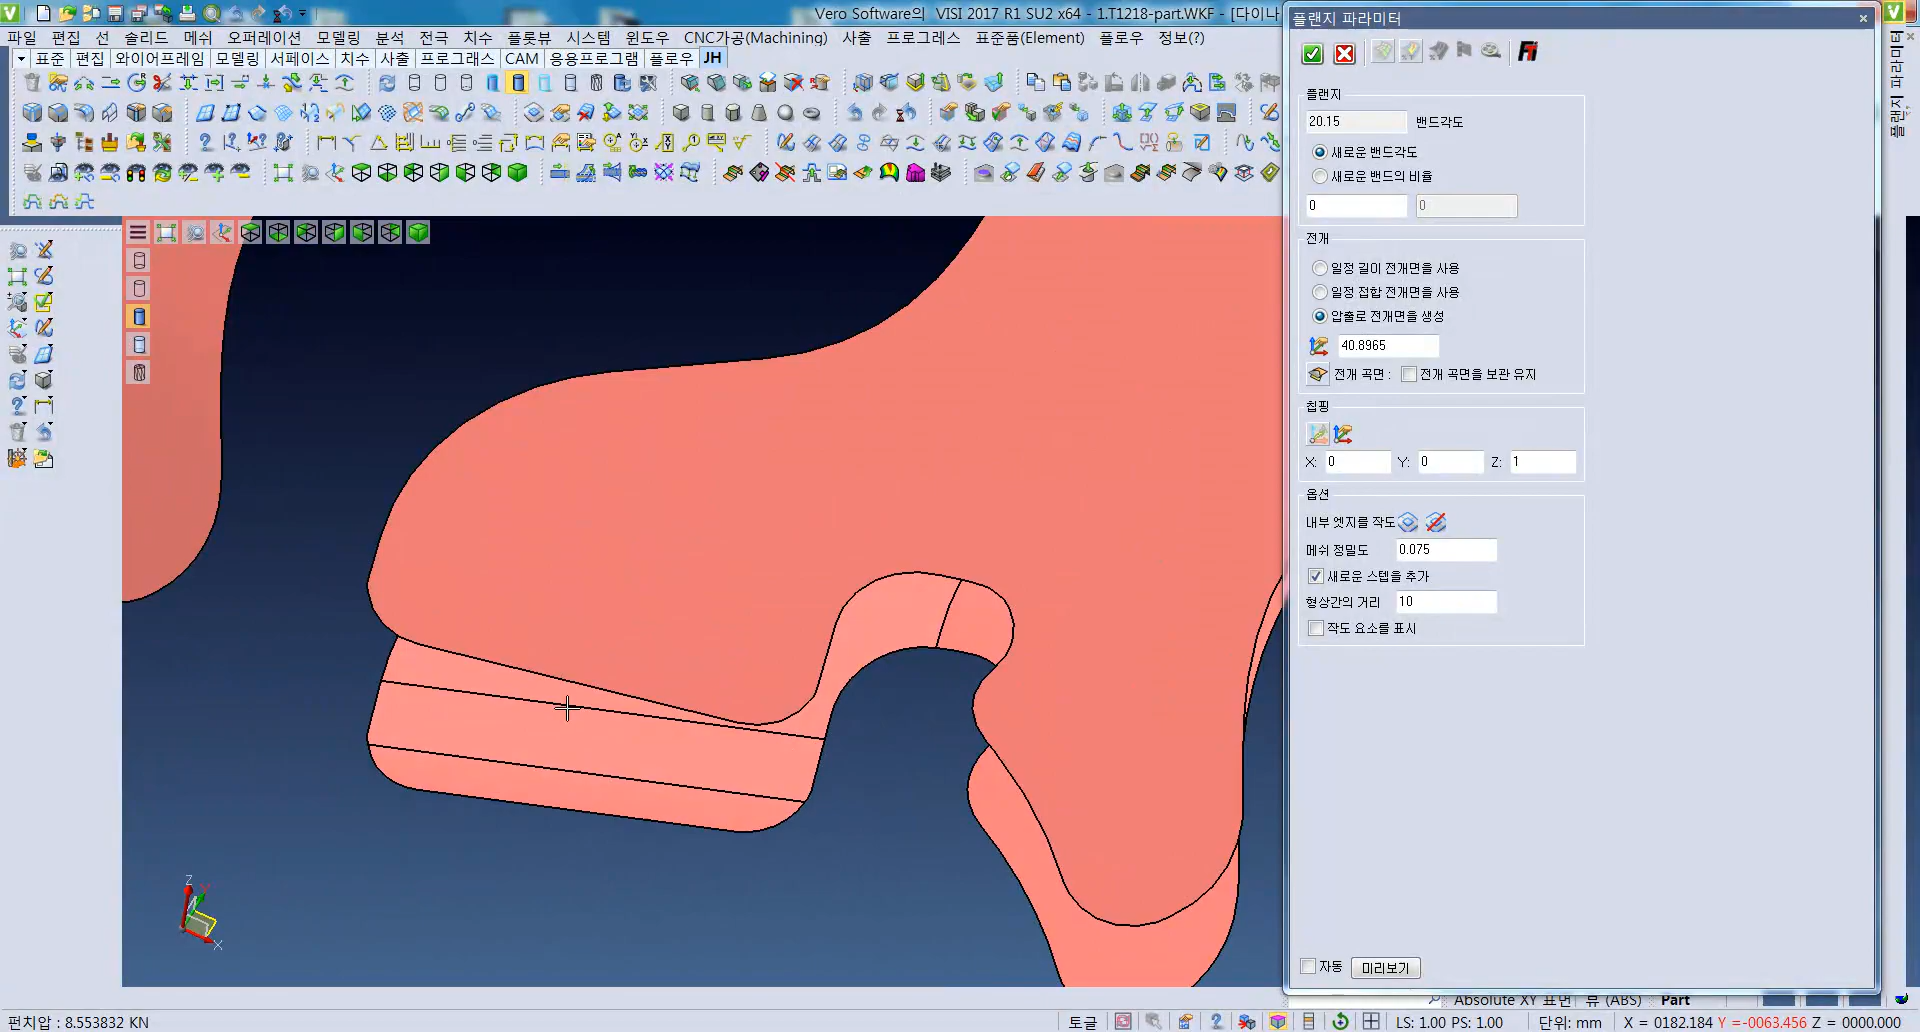 Vero Software의 VISI 2017 R1 SU2 x64 - 1.T1218-part.WKF - [다이나
파일 편집 선 솔리드 메쉬 오퍼레이션 모델링 분석 전극 치수 플롯뷰 시스템 윈도우 CNC가공(Machining) 사출 프로그레스 표준품(Element) 플로우 정보(?)
표준 편집 와이어프레임 모델링 서페이스 치수 사출 프로그래스 CAM 응용프로그램 플로우 JH
플랜지 파라미터
플랜지
20.15 밴드각도
새로운 밴드각도
새로운 밴드의 비율
0 0
전개
일정 길이 전개면을 사용
일정 접합 전개면을 사용
압출로 전개면을 생성
40.8965
전개 곡면 : 전개 곡면을 보관 유지
칩핑
X: 0 Y: 0 Z: 1
옵션
내부 엣지를 작도
메쉬 정밀도 0.075
새로운 스텝을 추가
형상간의 거리 10
작도 요소를 표시
자동 미리보기
플랜지 파라미터
Z
Y
X
Absolute XY 표면 뷰 (ABS) Part
펀치압 : 8.553832 KN
토글 LS: 1.00 PS: 1.00 단위: mm X = 0182.184 Y =-0063.456 Z = 0000.000